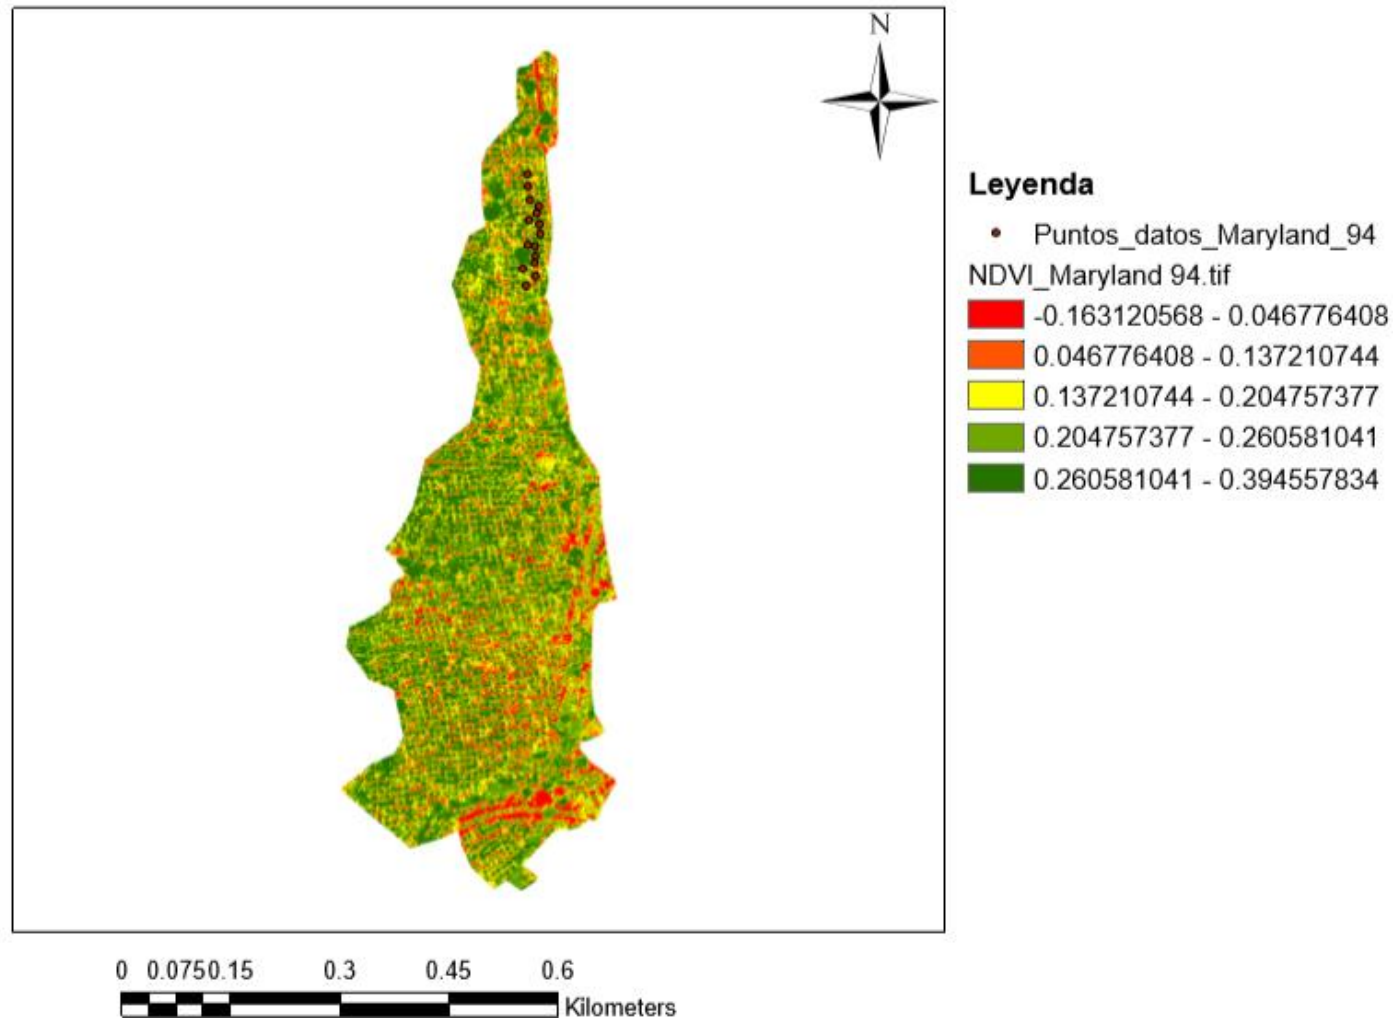 N
Leyenda
Puntos_datos_Maryland_94
NDVI_Maryland 94.tif
-0.163120568 - 0.046776408
0.046776408 - 0.137210744
0.137210744 - 0.204757377
0.204757377 - 0.260581041
0.260581041 - 0.394557834
0 0.0750.15 0.3 0.45 0.6
Kilometers